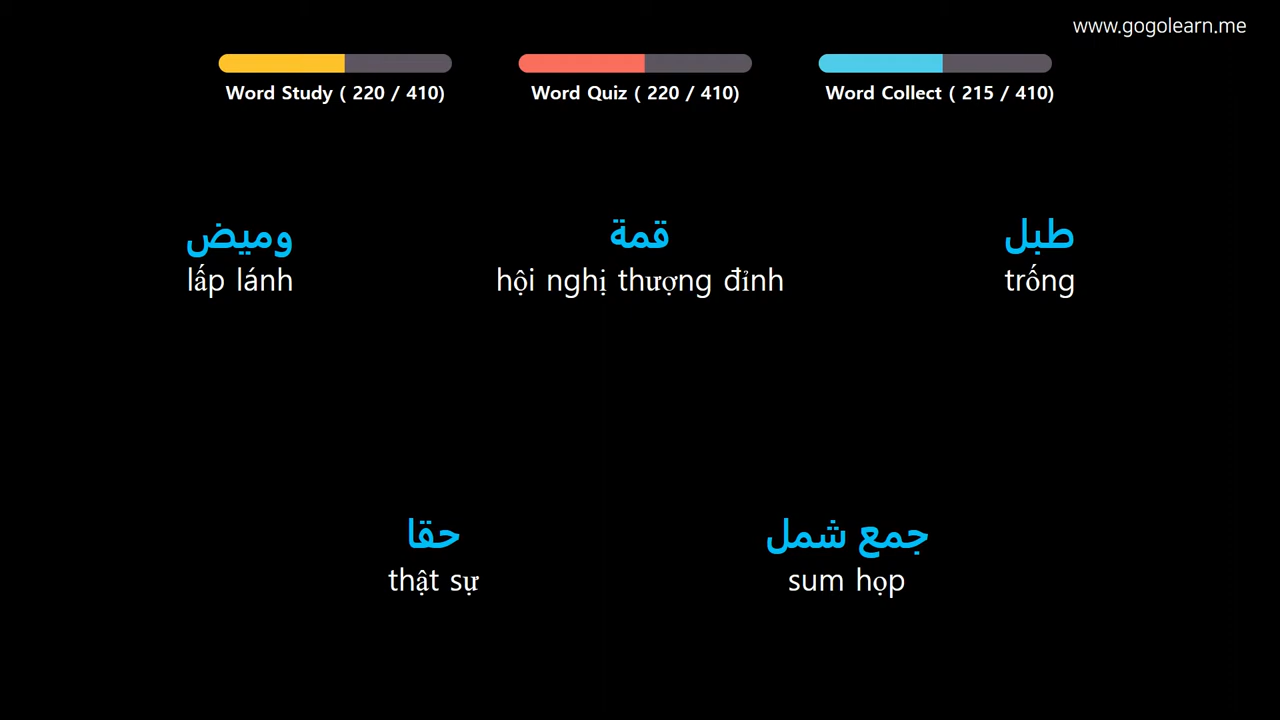 www.gogolearn.me
Word Study ( 220 / 410)
Word Quiz ( 220 / 410)
Word Collect ( 215 / 410)
وميض
lấp lánh
قمة
hội nghị thượng đỉnh
طبل
trống
حقا
thật sự
جمع شمل
sum họp